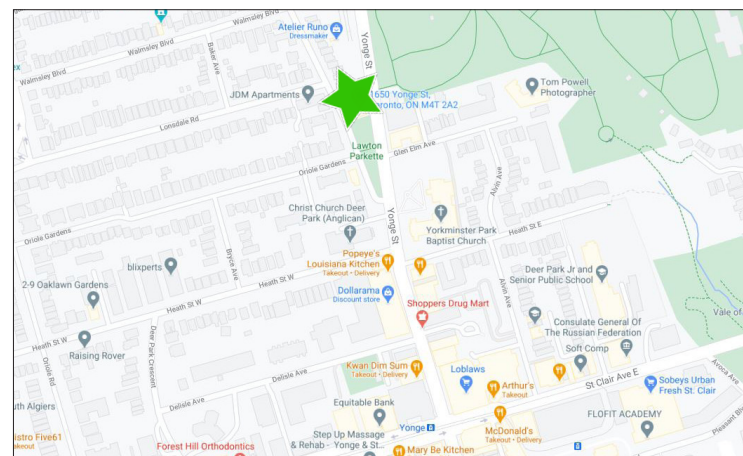 Atelier Runo
Dressmaker
Walmsley Blvd
Walmsley Blvd
Baker Ave
Yonge St
JDM Apartments
1650 Yonge St,
Toronto, ON M4T 2A2
Tom Powell
Photographer
Lonsdale Rd
Lawton
Parkette
Glen Elm Ave
Oriole Gardens
Alvin Ave
Christ Church Deer
Park (Anglican)
Yonge St
Yorkminster Park
Baptist Church
Heath St E
Oriole Gardens
Bryce Ave
Popeye's
Louisiana Kitchen
Takeout • Delivery
blixperts
Deer Park Jr and
Senior Public School
2-9 Oaklawn Gardens
Heath St W
Dollarama
Discount store
Alvin Ave
Shoppers Drug Mart
Vale of
Consulate General Of
The Russian Federation
Heath St W
Deer Park Crescent
Raising Rover
Soft Comp
Oriole Rd
Kwan Dim Sum
Takeout • Delivery
Loblaws
Delisle Ave
Arthur's
Takeout
St Clair Ave E
Sobeys Urban
Fresh St. Clair
Avoca Ave
uth Algiers
Delisle Ave
Equitable Bank
FLOFIT ACADEMY
Pleasant Bl
istro Five61
akeout
Forest Hill Orthodontics
Step Up Massage
& Rehab - Yonge & St...
Yonge
McDonald's
Takeout • Delivery
Mary Be Kitchen